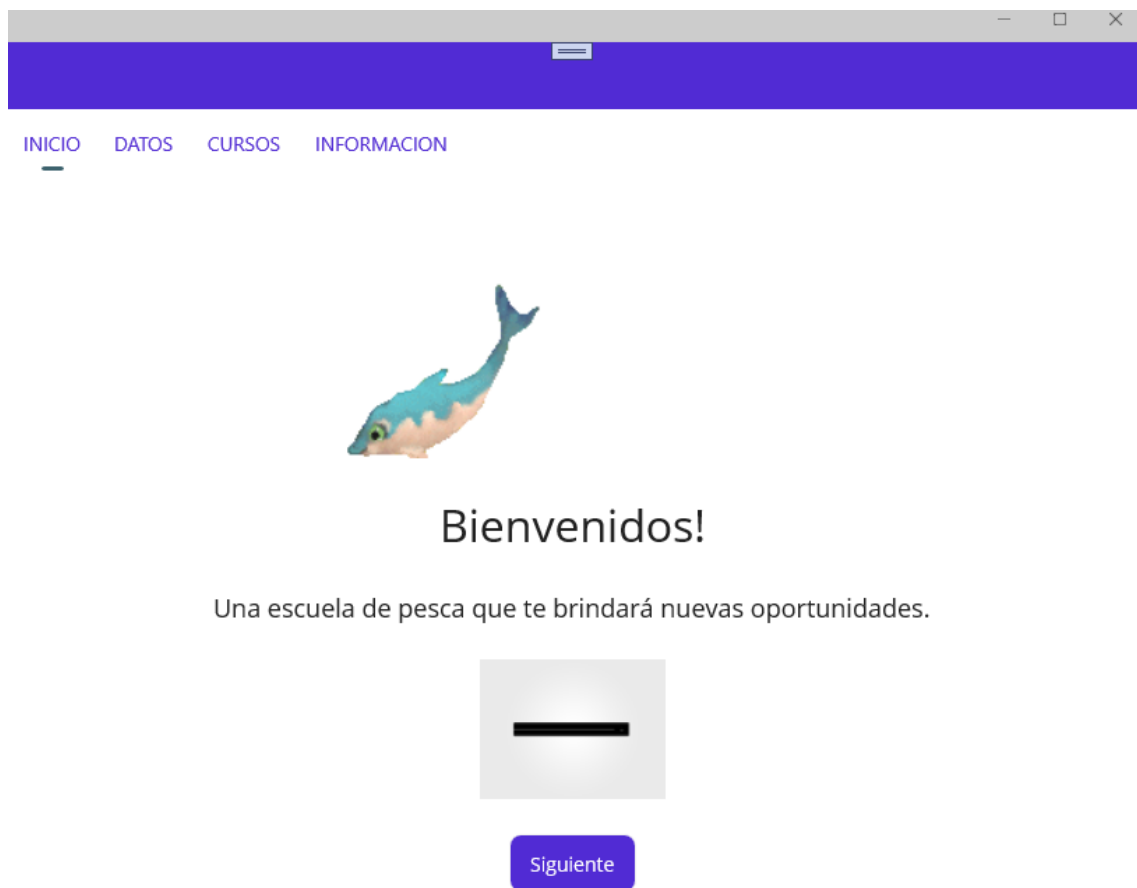 INICIO DATOS CURSOS INFORMACION
Bienvenidos!
Una escuela de pesca que te brindará nuevas oportunidades.
Siguiente